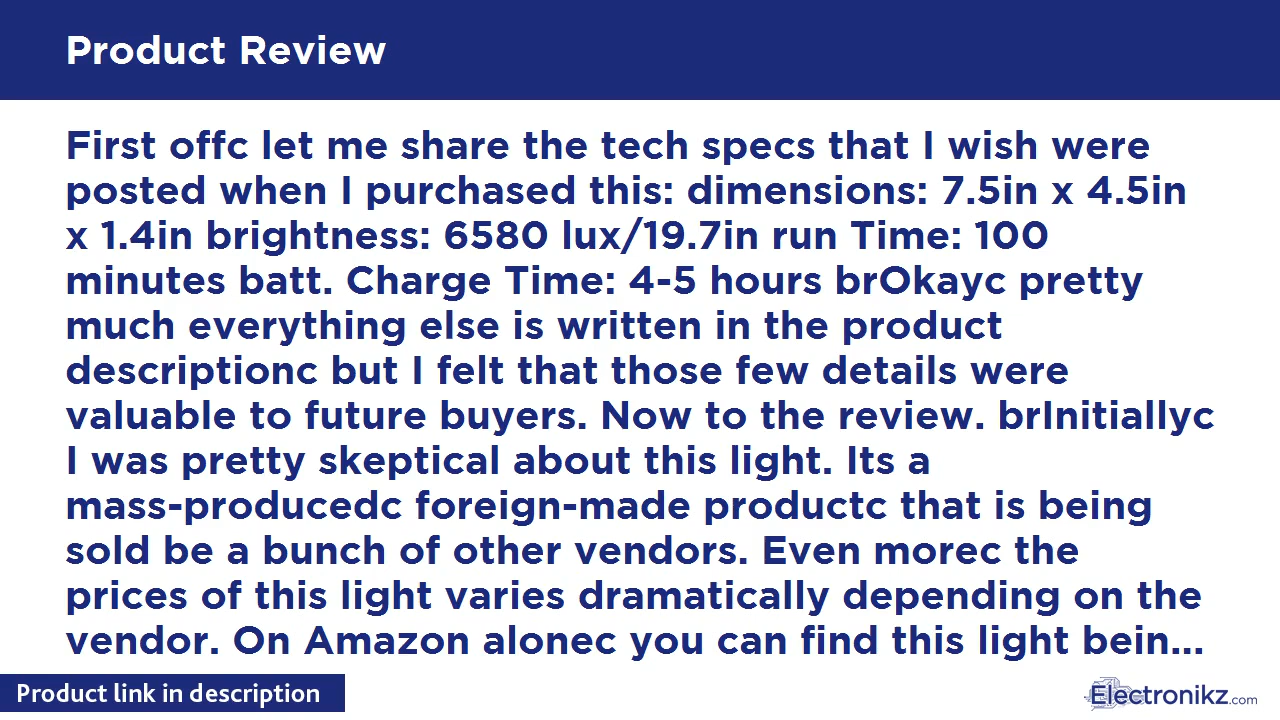 Product Review
First offc let me share the tech specs that I wish were
posted when I purchased this: dimensions: 7.5in x 4.5in
x 1.4in brightness: 6580 lux/19.7in run Time: 100
minutes batt. Charge Time: 4-5 hours brOkayc pretty
much everything else is written in the product
descriptionc but I felt that those few details were
valuable to future buyers. Now to the review. brInitiallyc
I was pretty skeptical about this light. Its a
mass-producedc foreign-made productc that is being
sold be a bunch of other vendors. Even morec the
prices of this light varies dramatically depending on the
vendor. On Amazon alonec you can find this light bein...
Product link in description
Electronikz.com